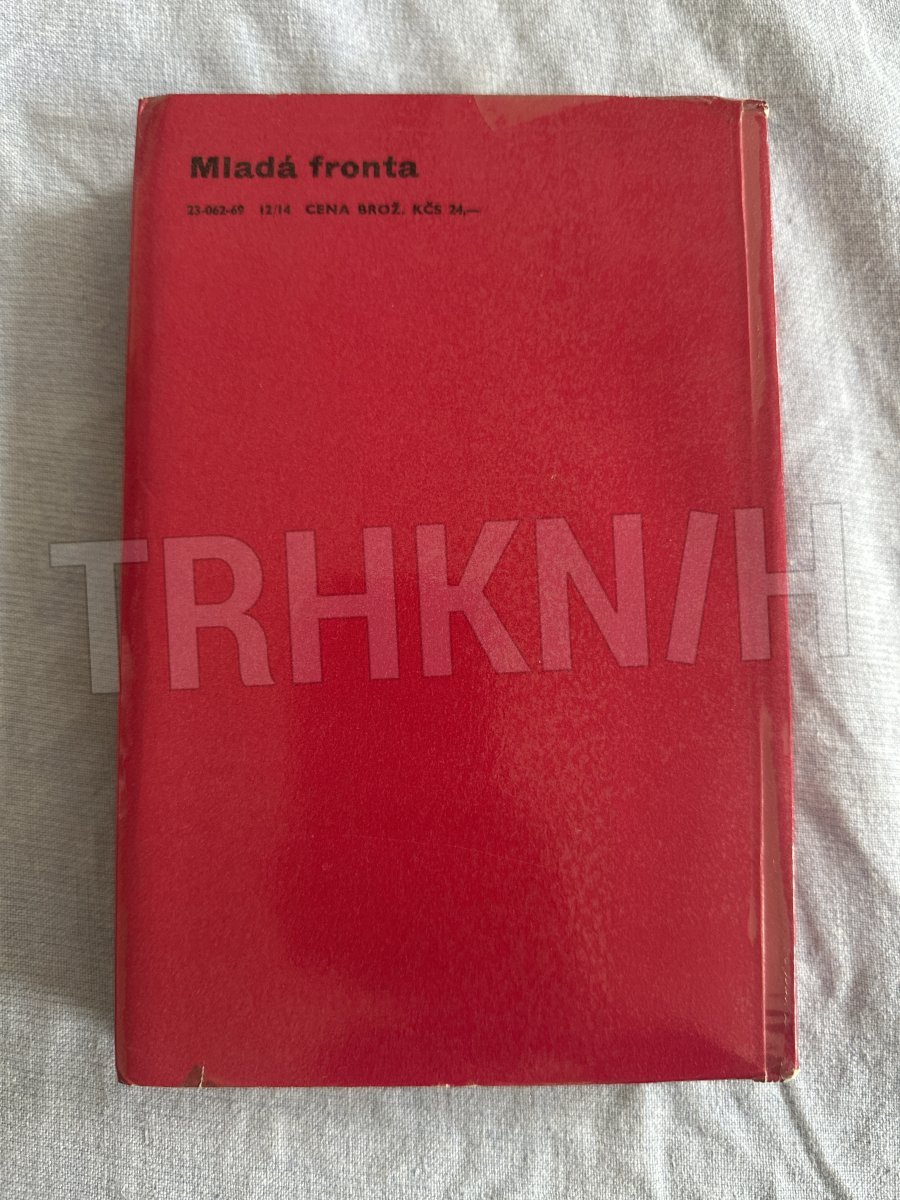 Mladá fronta
23-062-69 12/14 CENA BROŽ. KČS 24,—
TRHKNIH